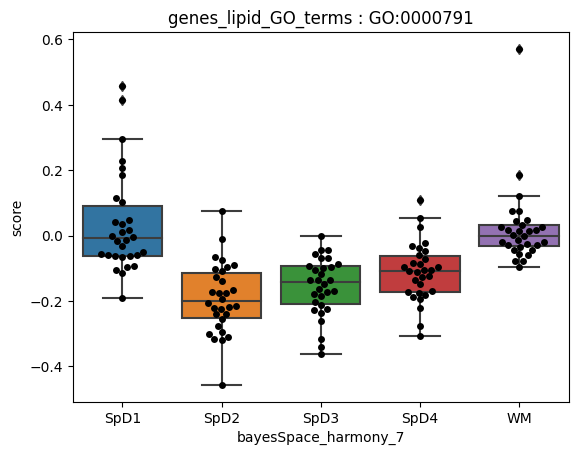 genes_lipid_GO_terms : GO:0000791
0.6
0.4
0.2
0.0
−0.2
−0.4
score
SpD1 SpD2 SpD3 SpD4 WM
bayesSpace_harmony_7